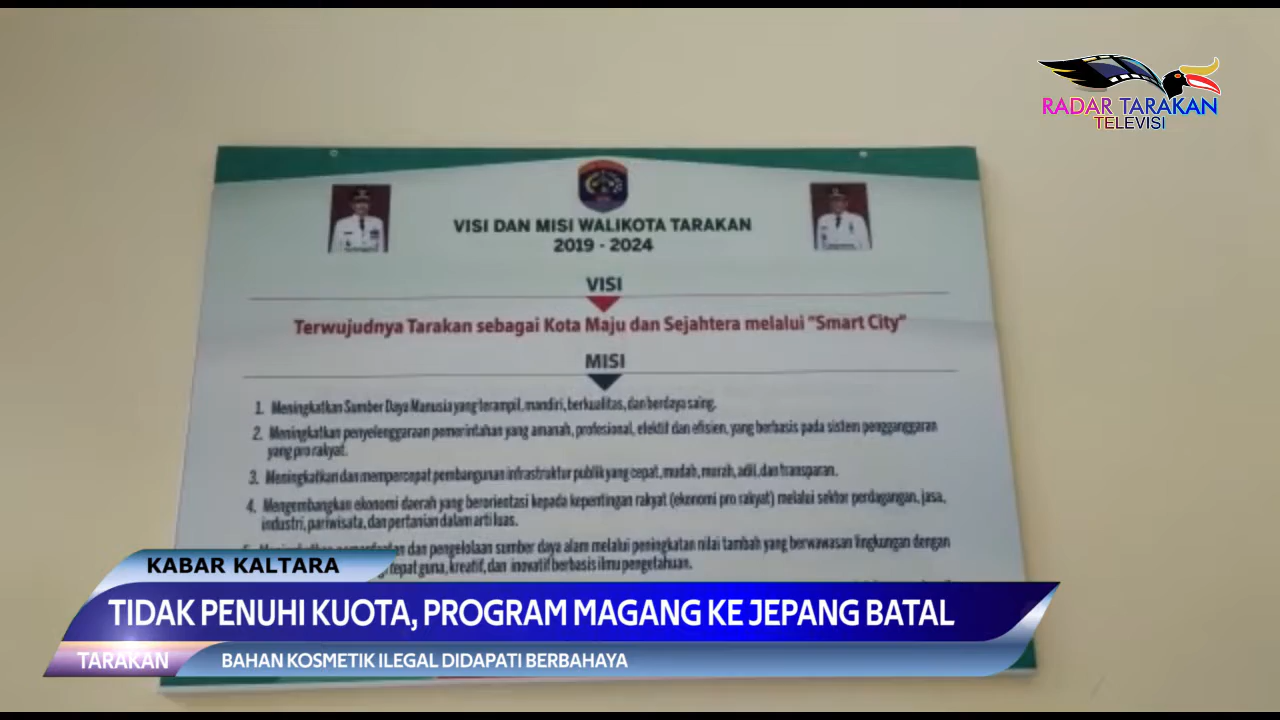 RADAR TARAKAN
TELEVISI
VISI DAN MISI WALIKOTA TARAKAN
2019 - 2024
VISI
Terwujudnya Tarakan sebagai Kota Maju dan Sejahtera melalui "Smart City"
MISI
1. Meningkatkan Sumber Daya Manusia yang terampil, mandiri, berkualitas, dan berdaya saing.
2. Meningkatkan penyelenggaraan pemerintahan yang amanah, profesional, efektif dan efisien, yang berbasis pada sistem penganggaran
yang pro rakyat.
3. Meningkatkan dan mempercepat pembangunan infrastruktur publik yang cepat, mudah, murah, adil, dan transparan.
4. Mengembangkan ekonomi daerah yang berorientasi kepada kepentingan rakyat (ekonomi pro rakyat) melalui sektor perdagangan, jasa,
industri, pariwisata, dan pertanian dalam arti luas.
dan pengelolaan sumber daya alam melalui peningkatan nilai tambah yang berwawasan lingkungan dengan
tepat guna, kreatif, dan inovatif berbasis ilmu pengetahuan.
KABAR KALTARA
TIDAK PENUHI KUOTA, PROGRAM MAGANG KE JEPANG BATAL
TARAKAN
BAHAN KOSMETIK ILEGAL DIDAPATI BERBAHAYA